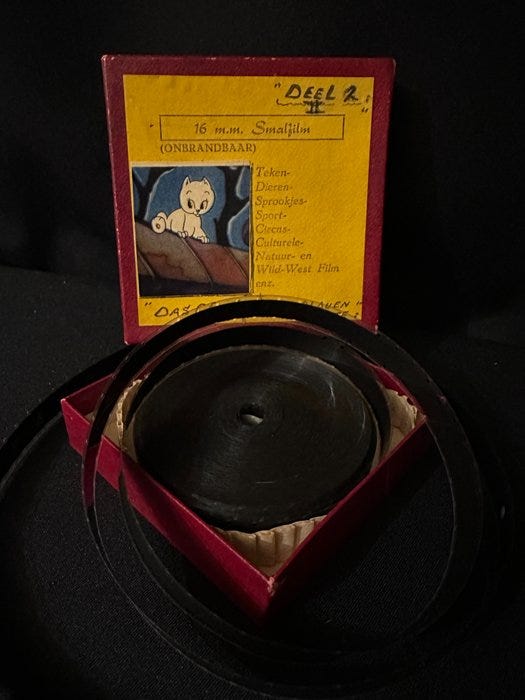 "DEEL 2."
II
16 m.m. Smalfilm
(ONBRANDBAAR)
Teken-
Dieren-
Sprookjes-
Sport-
Circus-
Culturele-
Natuur- en
Wild-West Film
enz.
"DAS